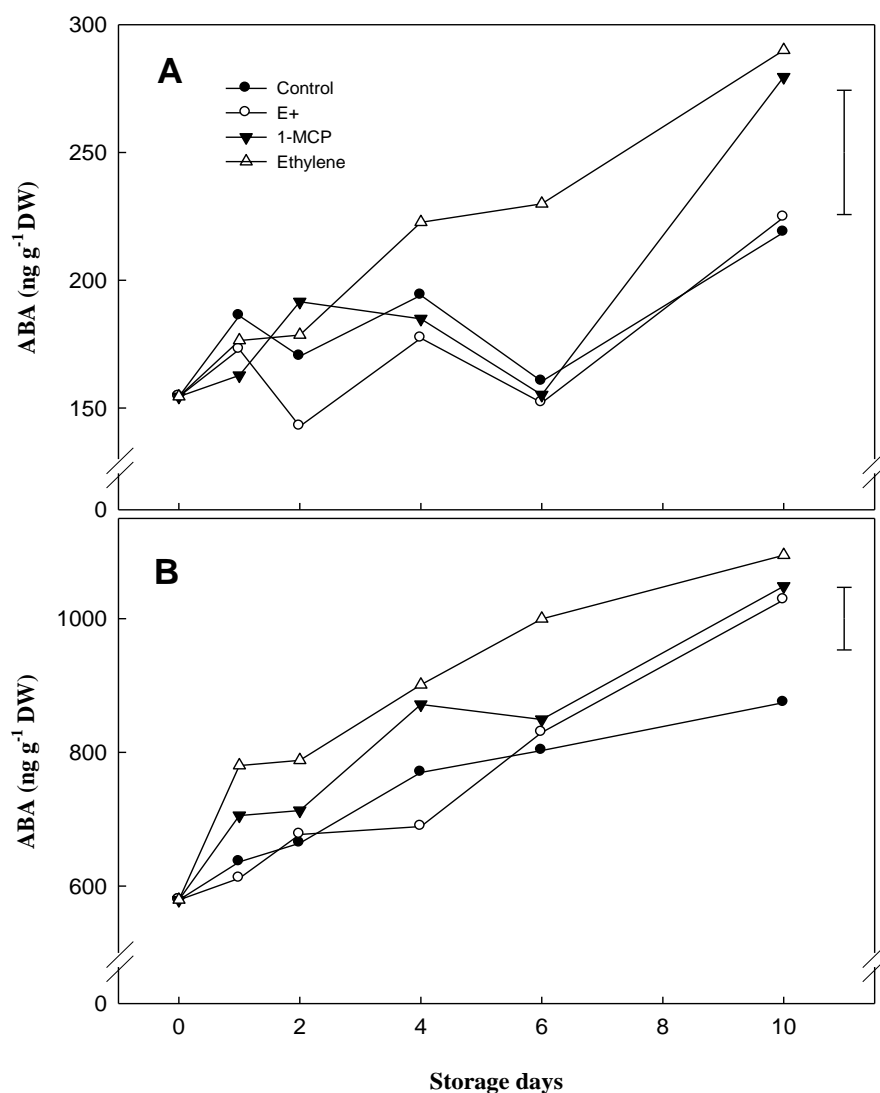 300
A
Control
E+
1-MCP
Ethylene
250
200
150
0
ABA (ng g⁻¹ DW)
B
1000
800
600
0
ABA (ng g⁻¹ DW)
0 2 4 6 8 10
Storage days